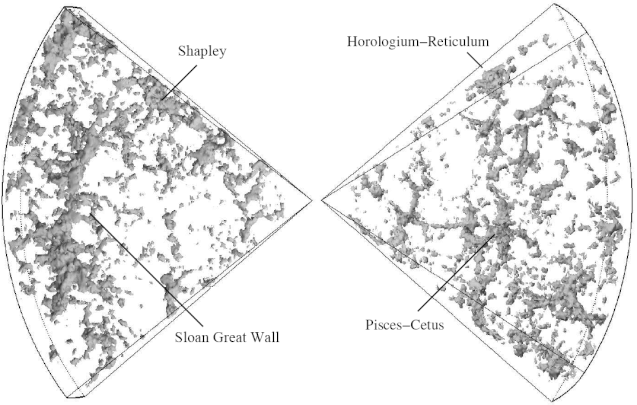 Shapley
Horologium–Reticulum
Sloan Great Wall
Pisces–Cetus